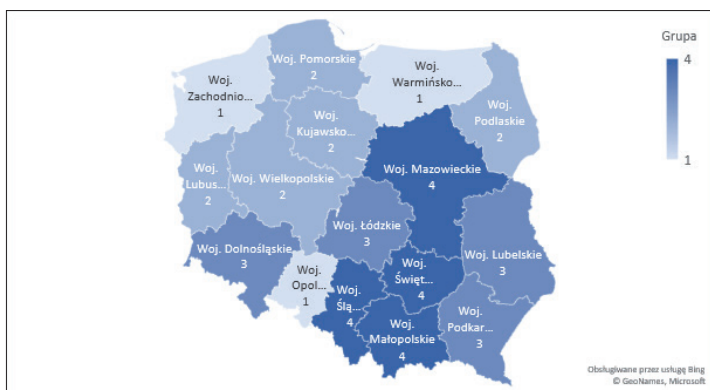 Grupa
4
1
Woj. Pomorskie
2
Woj.
Zachodnio
...
1
Woj.
Warmińsko
...
1
Woj.
Podlaskie
2
Woj.
Kujawsko
...
2
Woj. Mazowieckie
4
Woj.
Lubus...
2
Woj. Wielkopolskie
2
Woj. Łódzkie
3
Woj. Dolnośląskie
3
Woj. Lubelskie
3
Woj.
Opol...
1
Woj.
Ślą...
4
Woj.
Święt
...
4
Woj.
Małopolskie
4
Woj.
Podkar...
3
Obsługiwane przez usługę Bing
© GeoNames, Microsoft